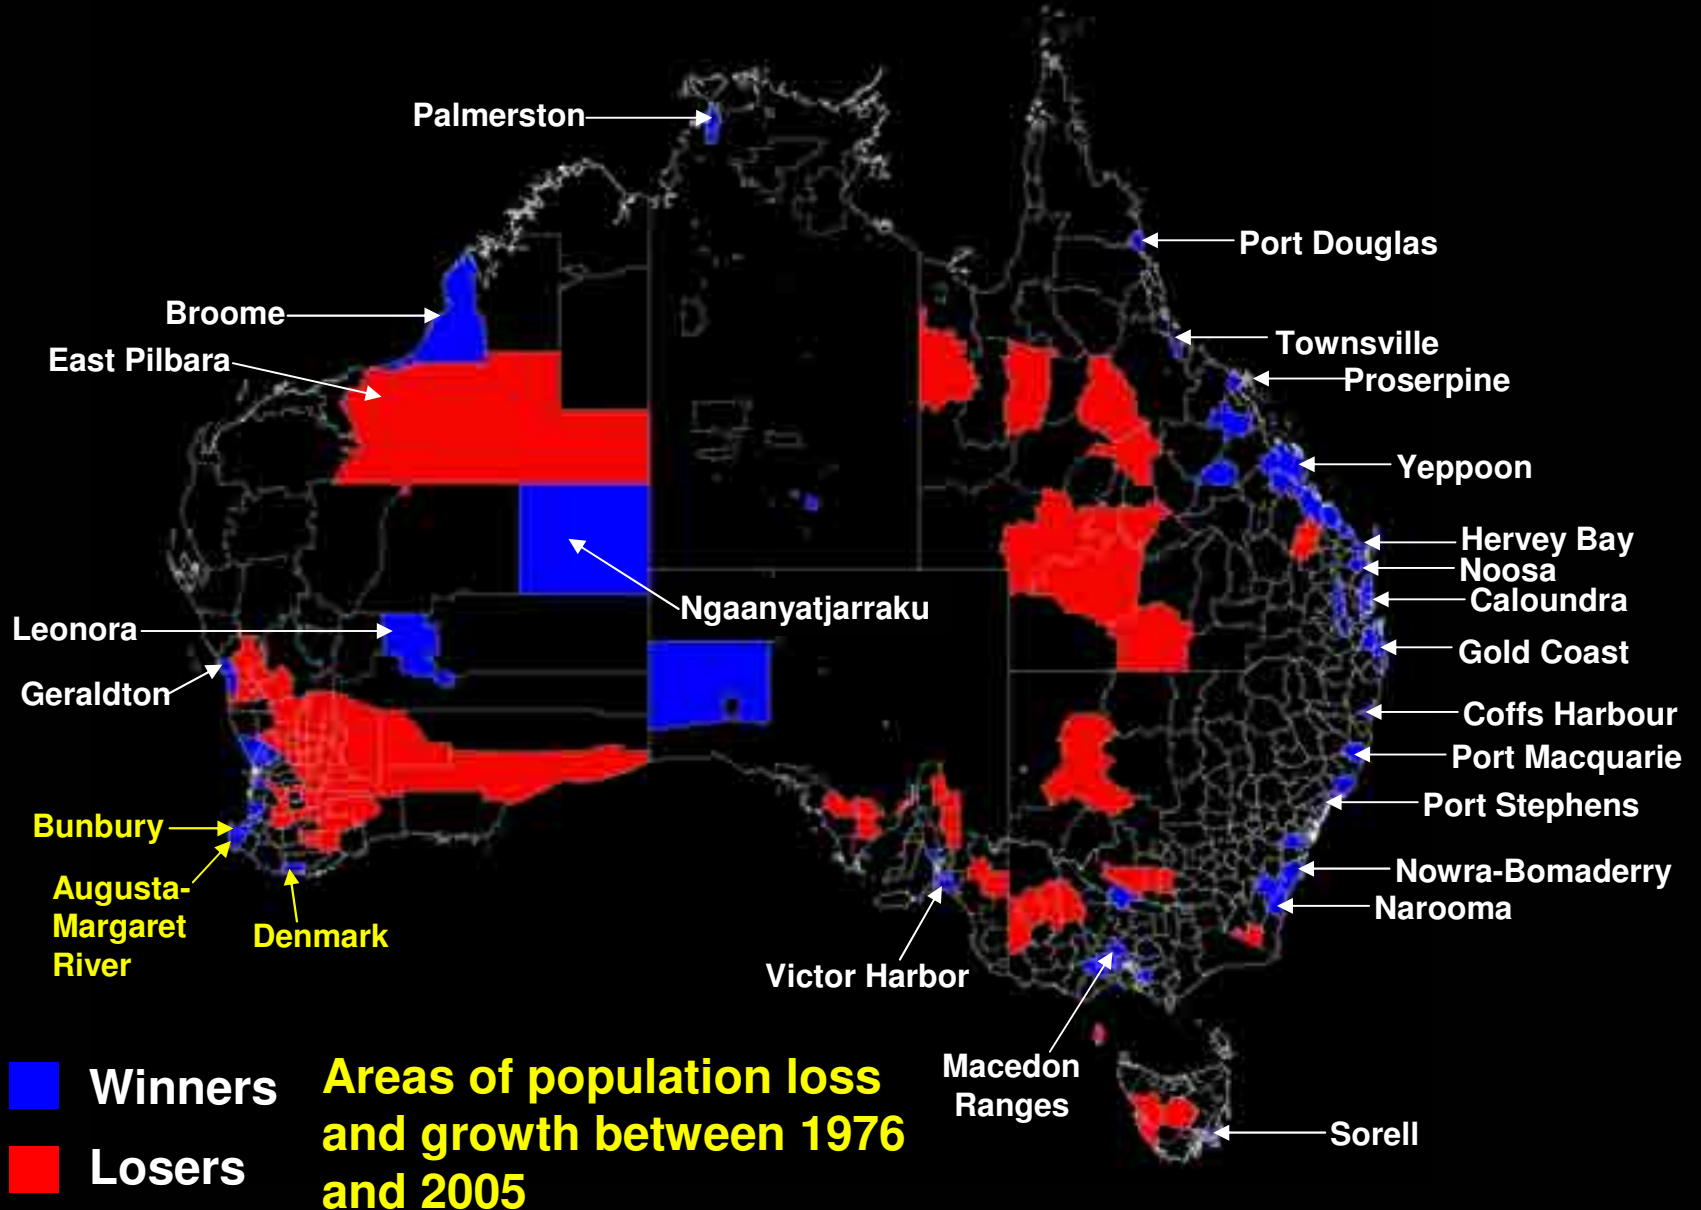 Palmerston
Port Douglas
Broome
East Pilbara
Townsville
Proserpine
Yeppoon
Hervey Bay
Noosa
Caloundra
Ngaanyatjarraku
Leonora
Gold Coast
Geraldton
Coffs Harbour
Port Macquarie
Port Stephens
Bunbury
Nowra-Bomaderry
Augusta-
Margaret
River
Narooma
Denmark
Victor Harbor
Macedon
Ranges
Sorell
Winners
Losers
Areas of population loss
and growth between 1976
and 2005